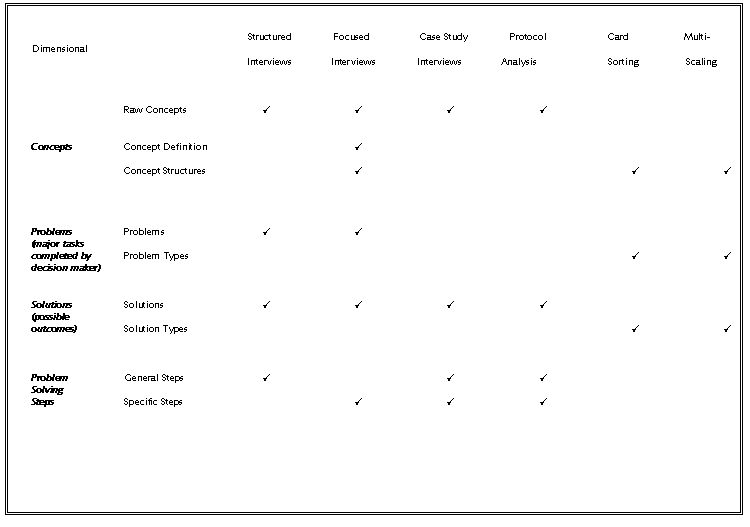 Structured Focused Case Study Protocol Card Multi-
Dimensional
Interviews Interviews Interviews Analysis Sorting Scaling
Raw Concepts ✓ ✓ ✓ ✓
Concepts Concept Definition ✓
Concept Structures ✓ ✓ ✓
Problems Problems ✓ ✓
(major tasks
completed by Problem Types ✓ ✓
decision maker)
Solutions Solutions ✓ ✓ ✓ ✓
(possible
outcomes) Solution Types ✓ ✓
Problem General Steps ✓ ✓ ✓
Solving
Steps Specific Steps ✓ ✓ ✓